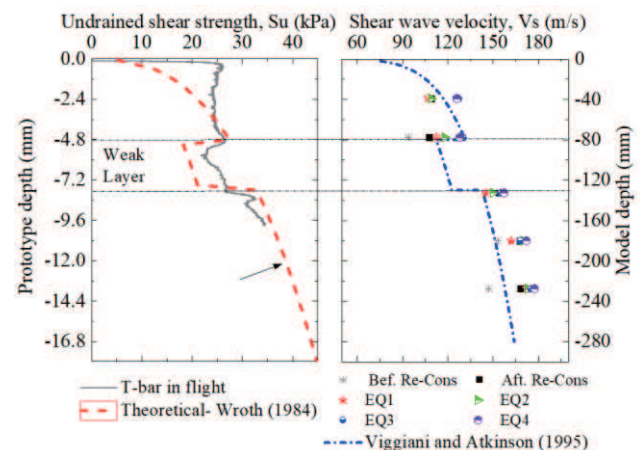 Undrained shear strength, Su (kPa) Shear wave velocity, Vs (m/s)
0 10 20 30 40 60 90 120 150 180
0.0
-2.4
-4.8
-7.2
-9.6
-12.0
-14.4
-16.8
Prototype depth (mm)
Weak
Layer
0
-40
-80
-120
-160
-200
-240
-280
Model depth (mm)
T-bar in flight
Theoretical- Wroth (1984)
Bef. Re-Cons Aft. Re-Cons
EQ1 EQ2
EQ3 EQ4
Viggiani and Atkinson (1995)